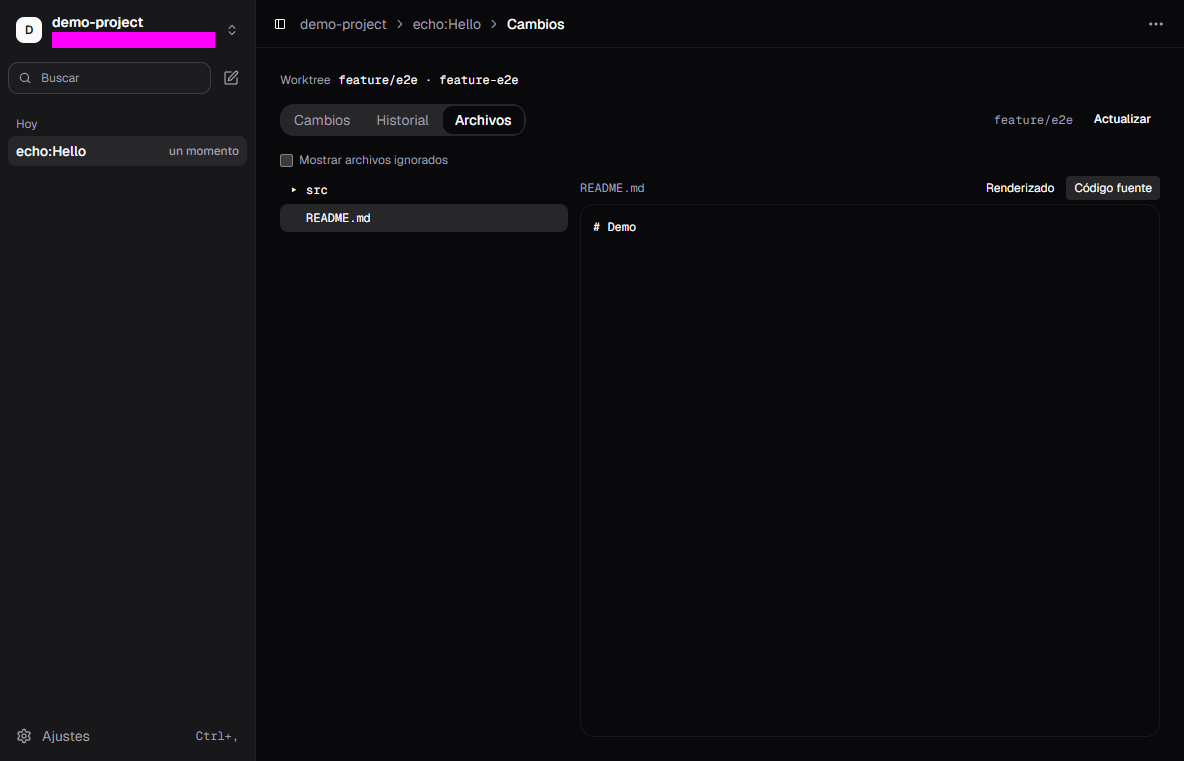 D
demo-project
demo-project
echo:Hello
Cambios
Buscar
Worktree feature/e2e · feature-e2e
Hoy
echo:Hello
un momento
Cambios
Historial
Archivos
feature/e2e
Actualizar
Mostrar archivos ignorados
src
README.md
README.md
Renderizado
Código fuente
# Demo
Ajustes
Ctrl+,